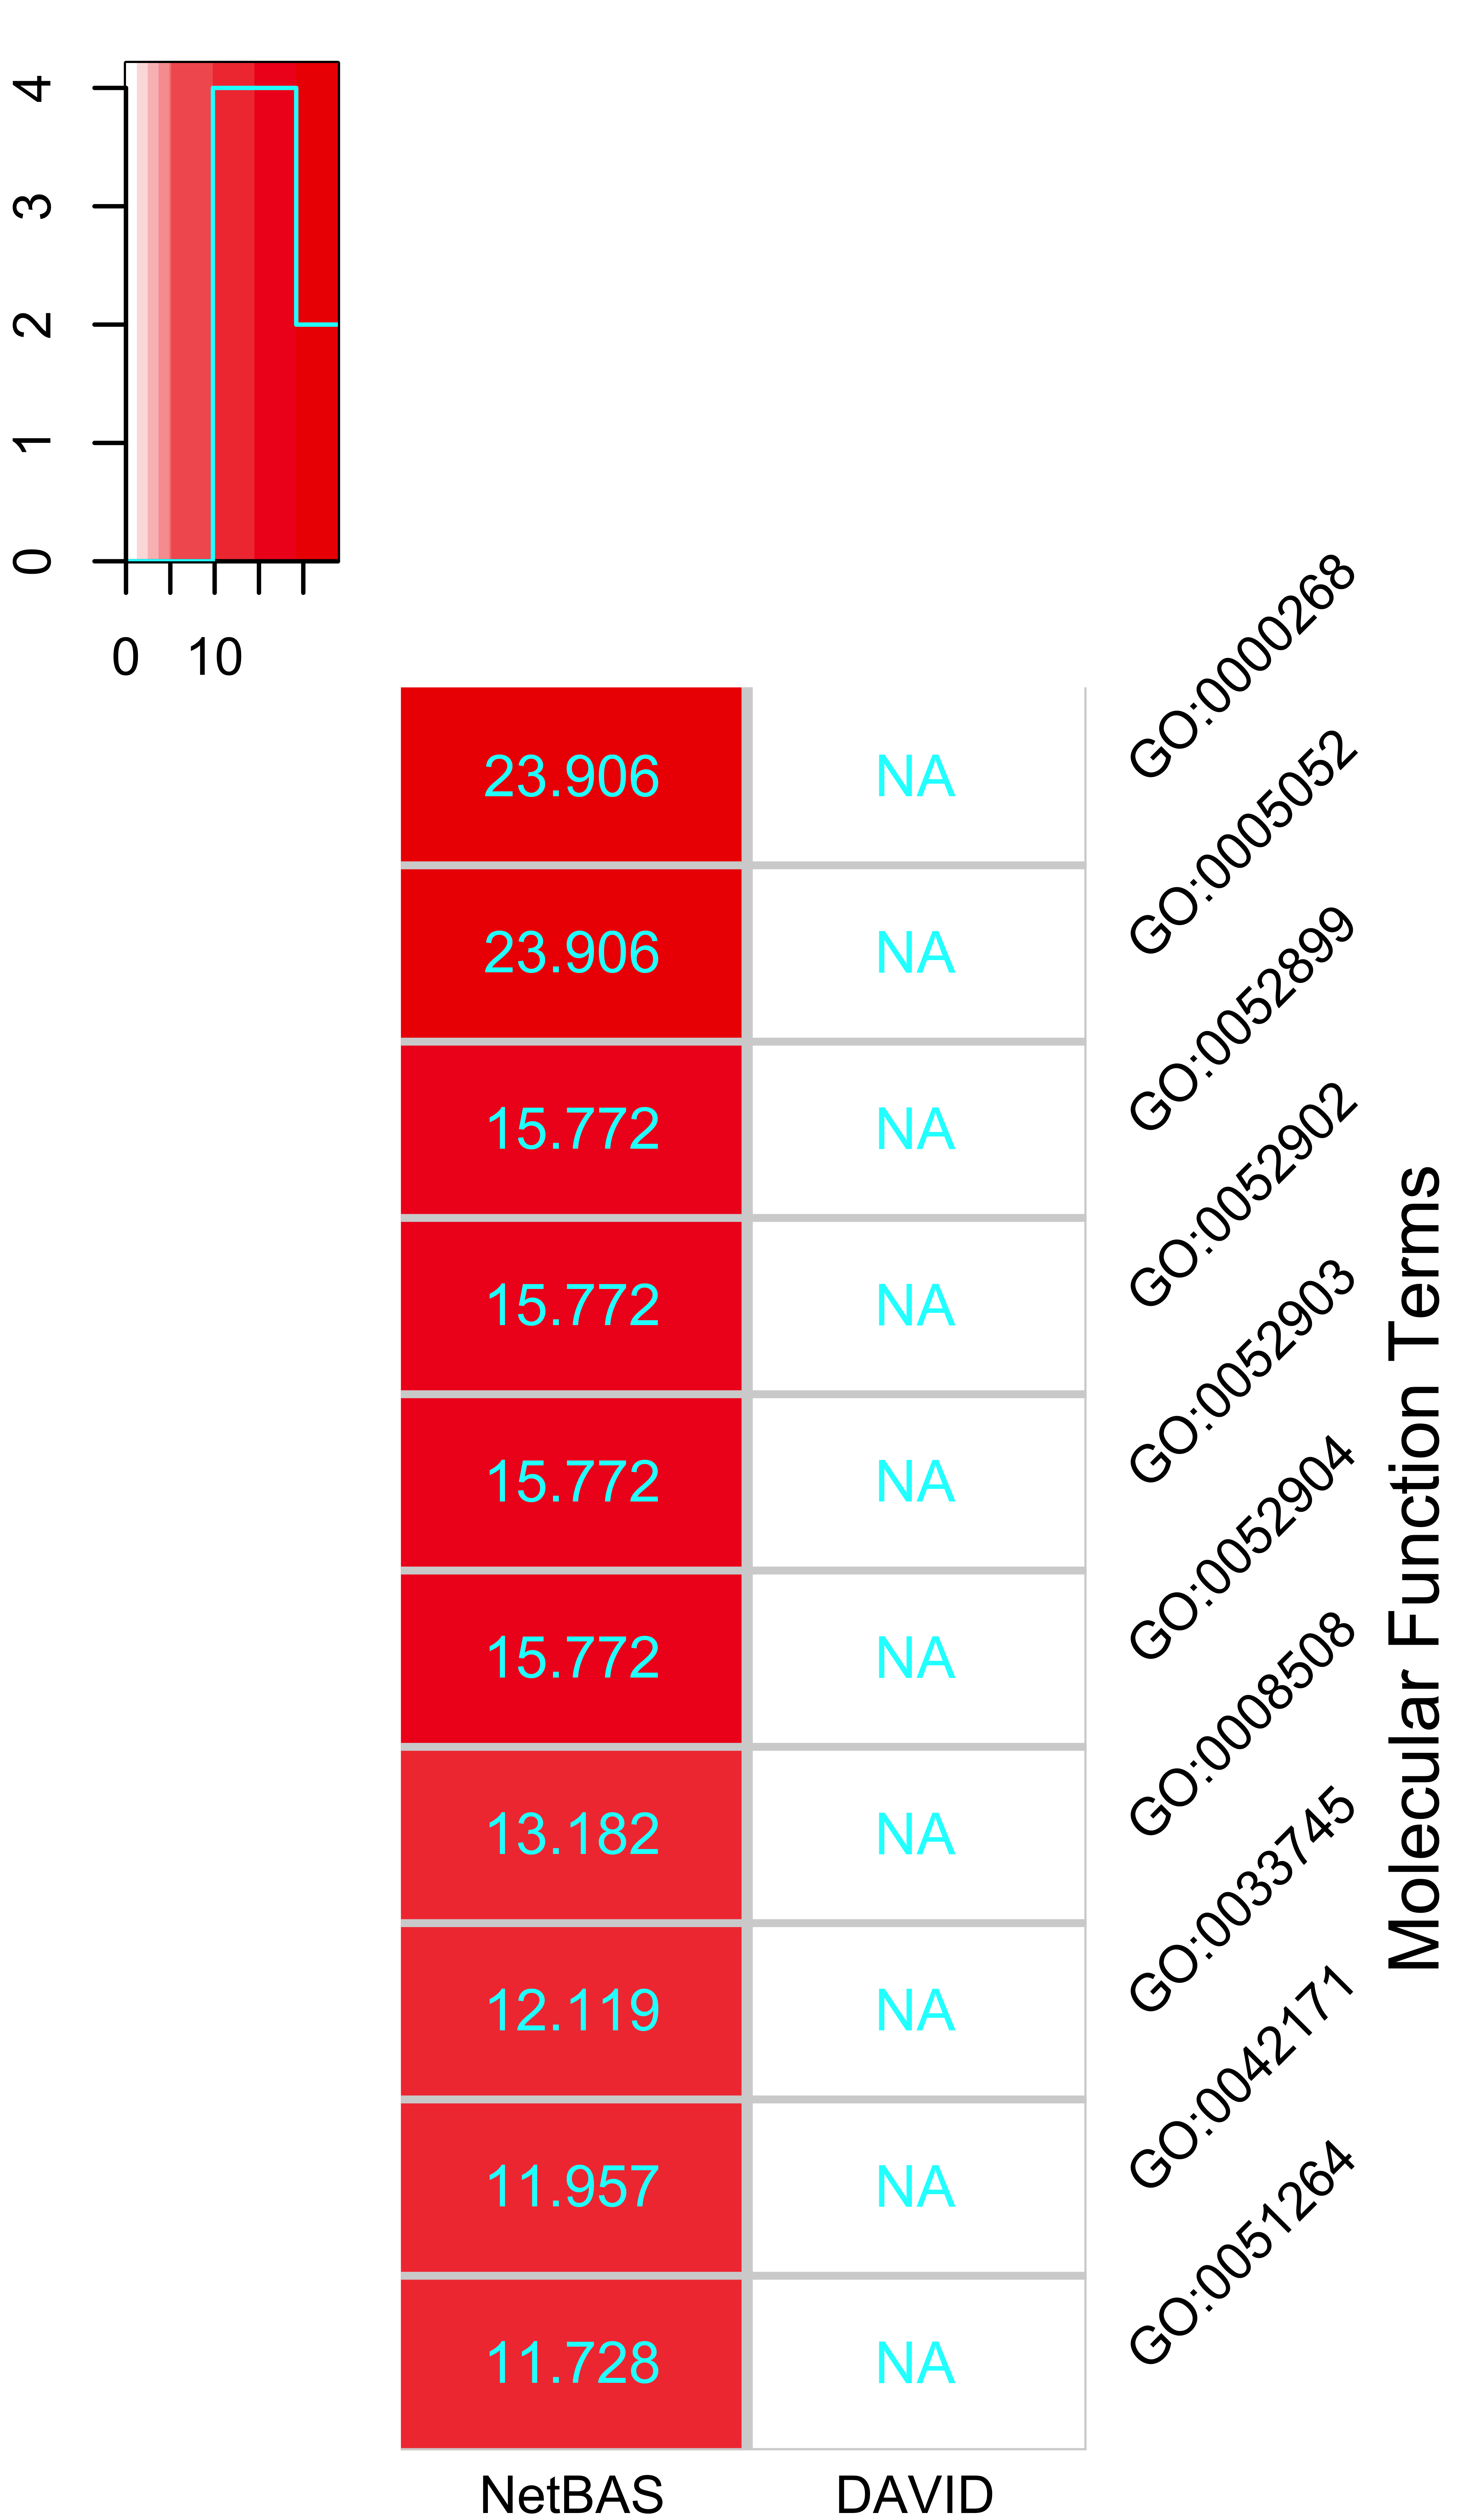 4
3
2
1
0
0 10
23.906 NA GO:0000268
23.906 NA GO:0005052
15.772 NA GO:0052899
15.772 NA GO:0052902
15.772 NA GO:0052903
15.772 NA GO:0052904
13.182 NA GO:0008508
12.119 NA GO:0033745
11.957 NA GO:0042171
11.728 NA GO:0051264
Molecular Function Terms
NetBAS DAVID